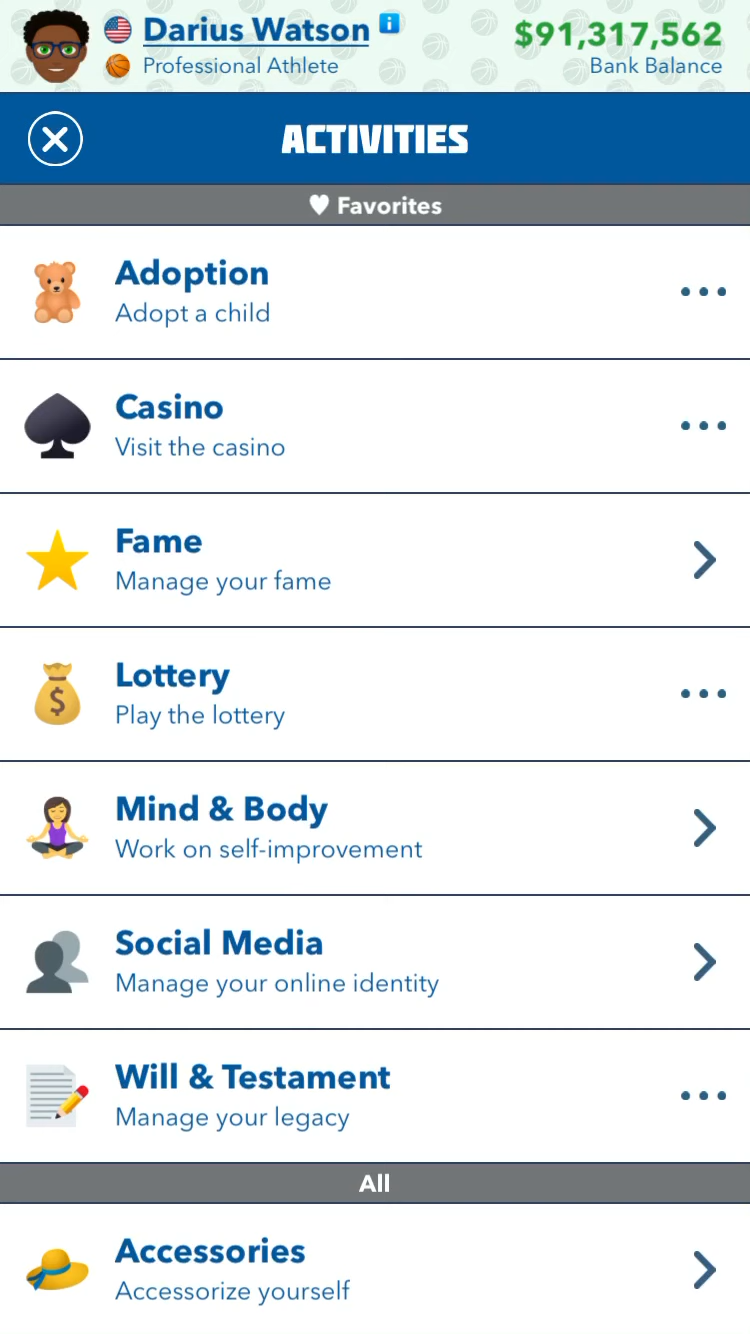 Darius Watson
$91,317,562
Professional Athlete
Bank Balance
ACTIVITIES
Favorites
Adoption
Adopt a child
Casino
Visit the casino
Fame
Manage your fame
Lottery
Play the lottery
Mind & Body
Work on self-improvement
Social Media
Manage your online identity
Will & Testament
Manage your legacy
All
Accessories
Accessorize yourself